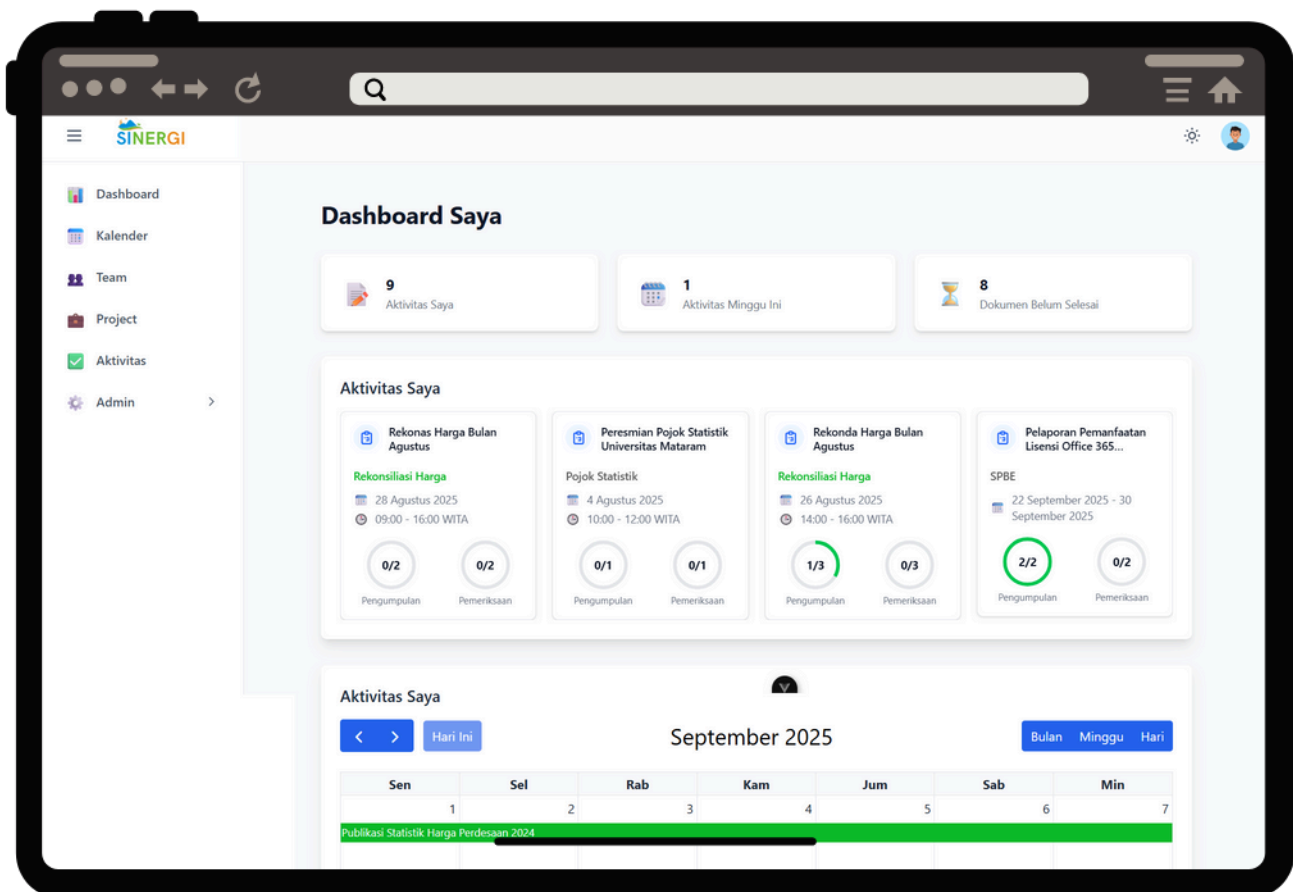 SINERGI
Dashboard
Kalender
Team
Project
Aktivitas
Admin
Dashboard Saya
9
Aktivitas Saya
1
Aktivitas Minggu Ini
8
Dokumen Belum Selesai
Aktivitas Saya
Rekonas Harga Bulan
Agustus
Rekonsiliasi Harga
28 Agustus 2025
09:00 - 16:00 WITA
0/2
Pengumpulan
0/2
Pemeriksaan
Peresmian Pojok Statistik
Universitas Mataram
Pojok Statistik
4 Agustus 2025
10:00 - 12:00 WITA
0/1
Pengumpulan
0/1
Pemeriksaan
Rekonda Harga Bulan
Agustus
Rekonsiliasi Harga
26 Agustus 2025
14:00 - 16:00 WITA
1/3
Pengumpulan
0/3
Pemeriksaan
Pelaporan Pemanfaatan
Lisensi Office 365...
SPBE
22 September 2025 - 30
September 2025
2/2
Pengumpulan
0/2
Pemeriksaan
Aktivitas Saya
Hari Ini
September 2025
Bulan Minggu Hari
Sen Sel Rab Kam Jum Sab Min
1 2 3 4 5 6 7
Publikasi Statistik Harga Perdesaan 2024